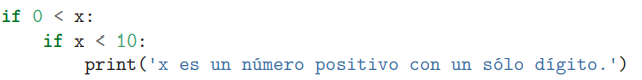 if 0 < x:
    if x < 10:
        print('x es un número positivo con un sólo dígito.')